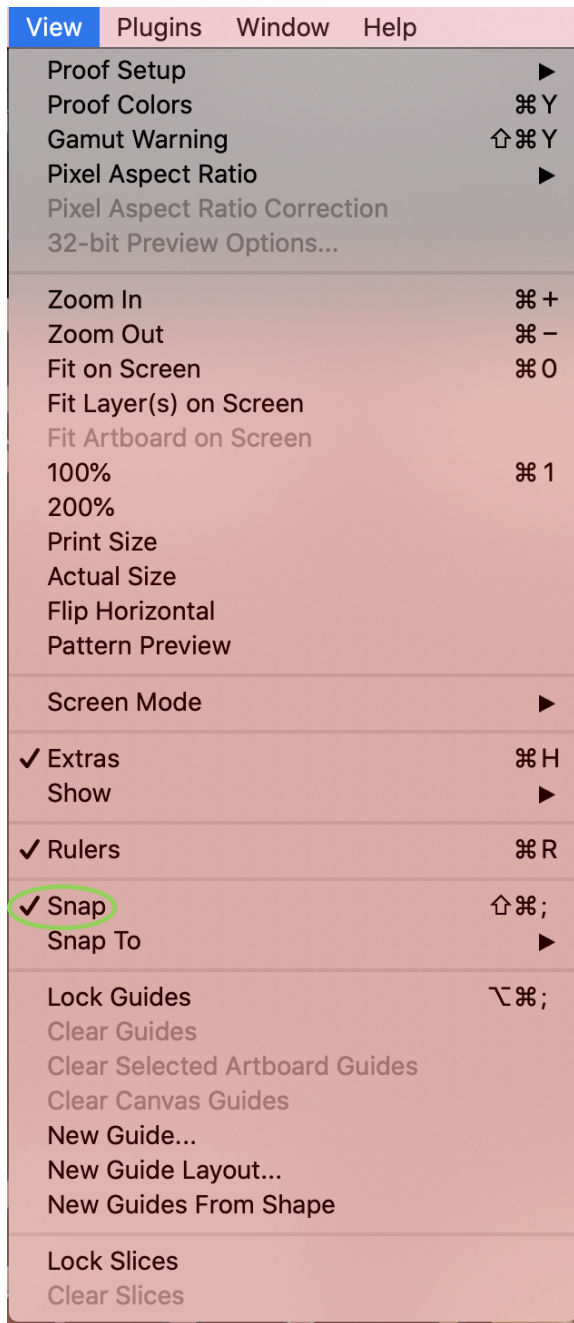 View Plugins Window Help
Proof Setup ▶
Proof Colors ⌘Y
Gamut Warning ⇧⌘Y
Pixel Aspect Ratio ▶
Pixel Aspect Ratio Correction
32-bit Preview Options...
Zoom In ⌘+
Zoom Out ⌘−
Fit on Screen ⌘0
Fit Layer(s) on Screen
Fit Artboard on Screen
100% ⌘1
200%
Print Size
Actual Size
Flip Horizontal
Pattern Preview
Screen Mode ▶
✓ Extras ⌘H
Show ▶
✓ Rulers ⌘R
✓ Snap ⇧⌘;
Snap To ▶
Lock Guides ⌥⌘;
Clear Guides
Clear Selected Artboard Guides
Clear Canvas Guides
New Guide...
New Guide Layout...
New Guides From Shape
Lock Slices
Clear Slices